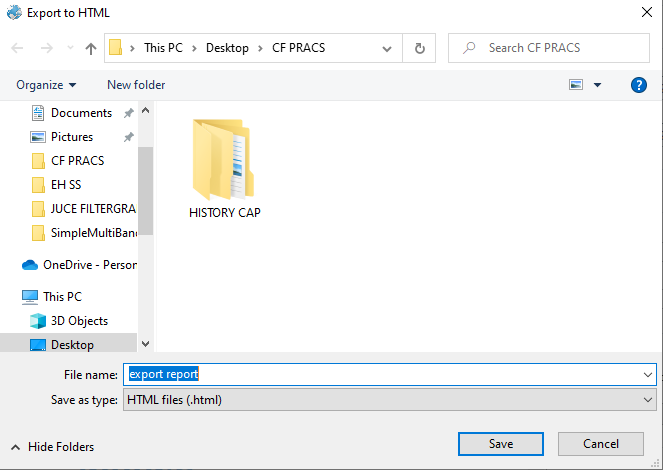 Export to HTML
This PC > Desktop > CF PRACS
Search CF PRACS
Organize
New folder
Documents
Pictures
CF PRACS
EH SS
JUCE FILTERGRA
SimpleMultiBan
OneDrive - Person
This PC
3D Objects
Desktop
HISTORY CAP
File name: export report
Save as type: HTML files (.html)
Hide Folders
Save
Cancel